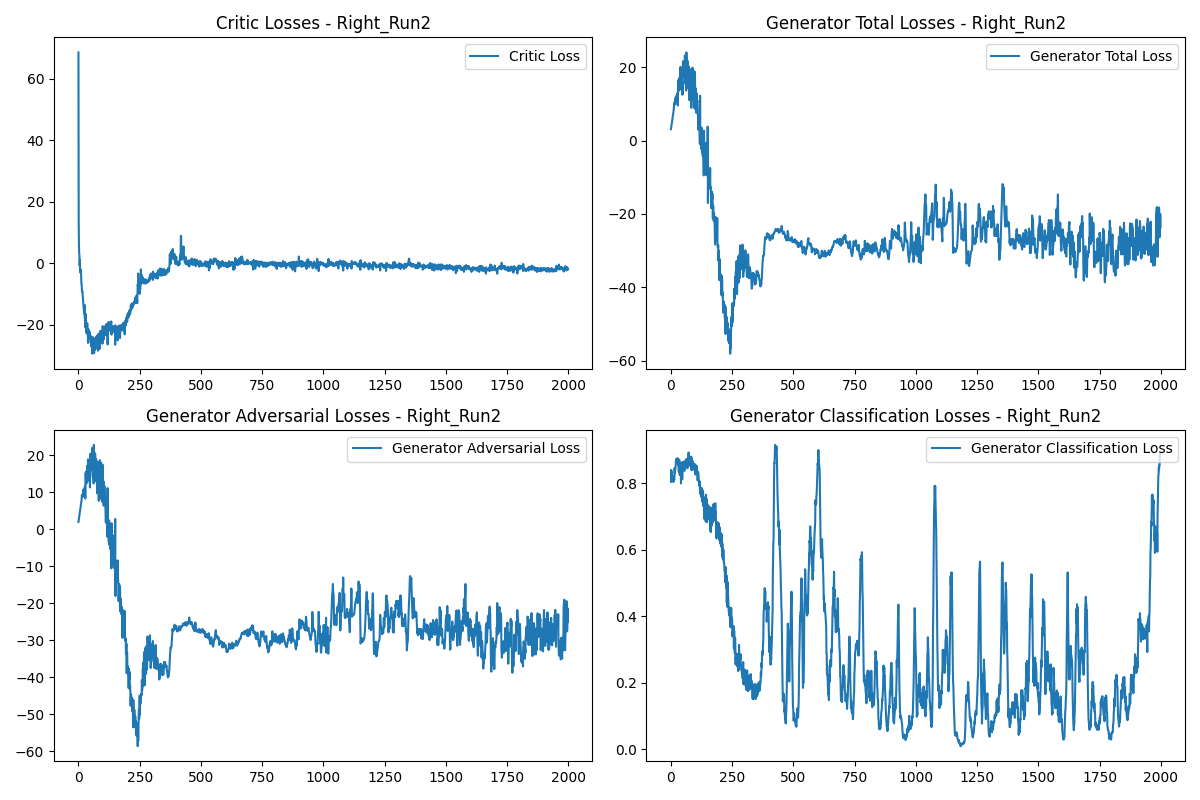 Critic Losses - Right_Run2
Critic Loss
60
40
20
0
−20
0 250 500 750 1000 1250 1500 1750 2000
Generator Total Losses - Right_Run2
Generator Total Loss
20
0
−20
−40
−60
0 250 500 750 1000 1250 1500 1750 2000
Generator Adversarial Losses - Right_Run2
Generator Adversarial Loss
20
10
0
−10
−20
−30
−40
−50
−60
0 250 500 750 1000 1250 1500 1750 2000
Generator Classification Losses - Right_Run2
Generator Classification Loss
0.8
0.6
0.4
0.2
0.0
0 250 500 750 1000 1250 1500 1750 2000